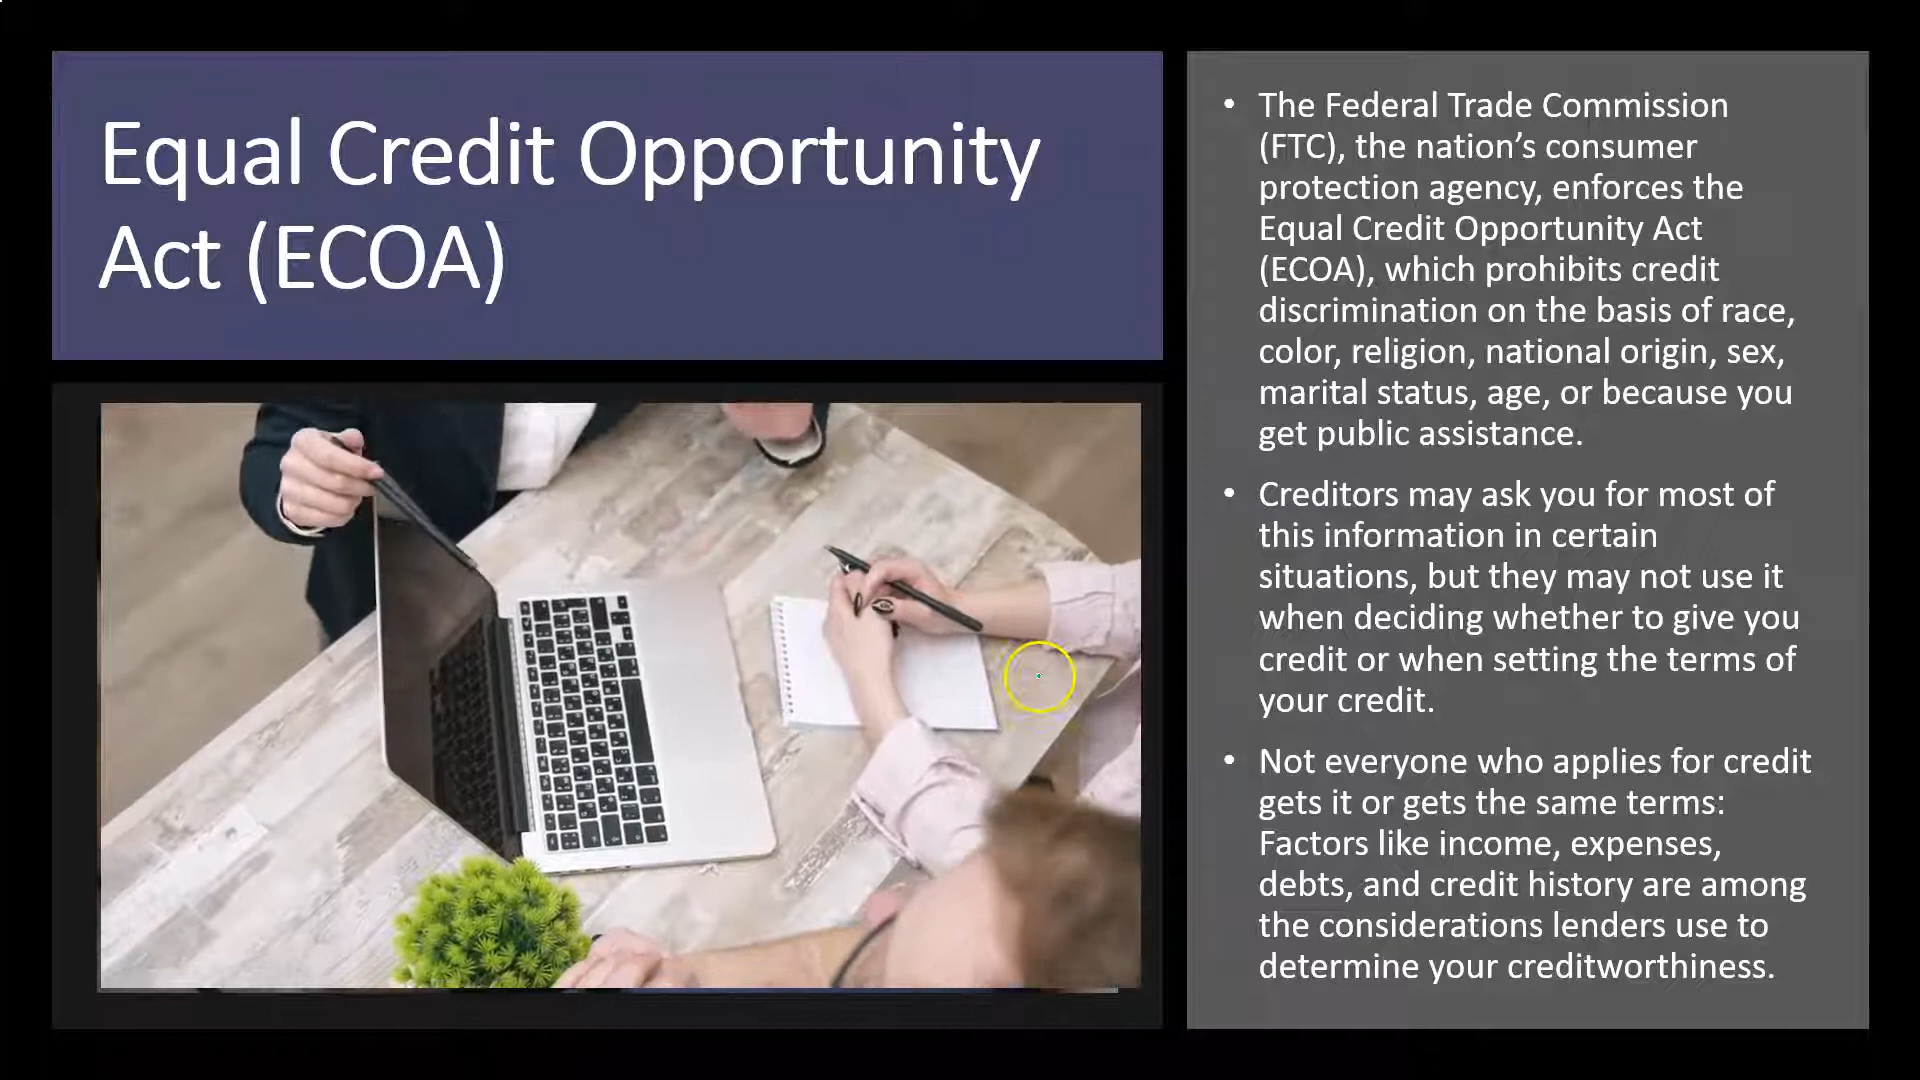 Equal Credit Opportunity
Act (ECOA)
• The Federal Trade Commission
(FTC), the nation’s consumer
protection agency, enforces the
Equal Credit Opportunity Act
(ECOA), which prohibits credit
discrimination on the basis of race,
color, religion, national origin, sex,
marital status, age, or because you
get public assistance.
• Creditors may ask you for most of
this information in certain
situations, but they may not use it
when deciding whether to give you
credit or when setting the terms of
your credit.
• Not everyone who applies for credit
gets it or gets the same terms:
Factors like income, expenses,
debts, and credit history are among
the considerations lenders use to
determine your creditworthiness.